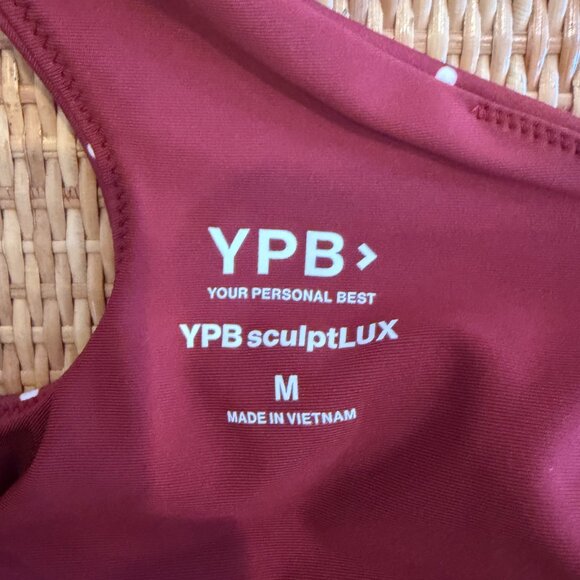 YPB>
YOUR PERSONAL BEST
YPB sculptLUX
M
MADE IN VIETNAM